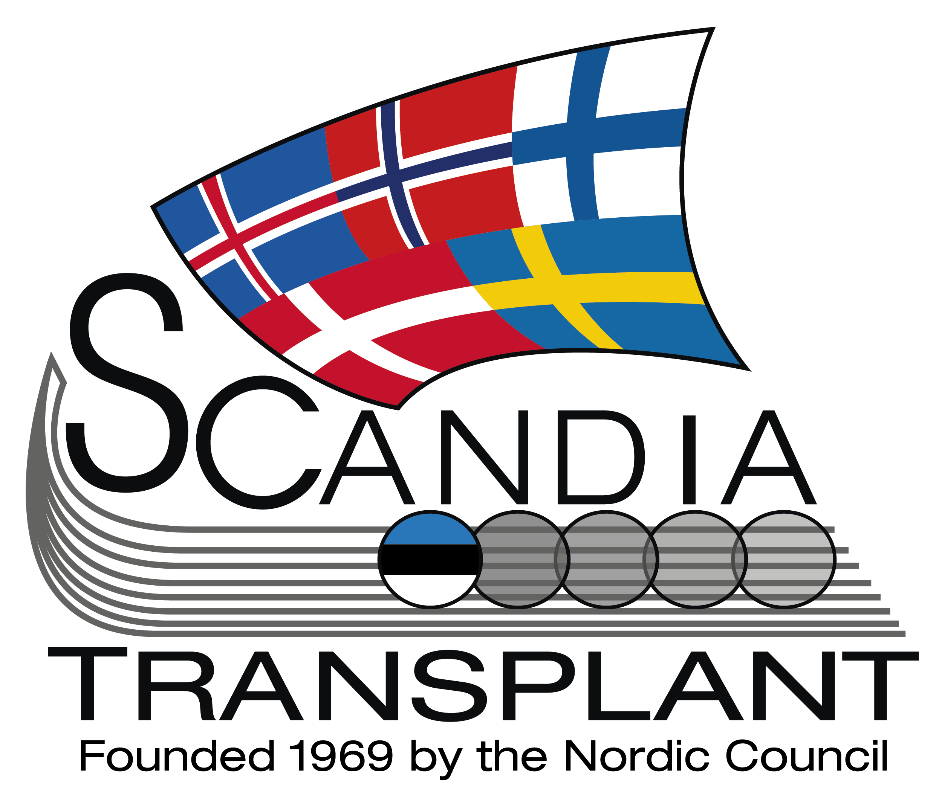 SCANDIA
TRANSPLANT
Founded 1969 by the Nordic Council